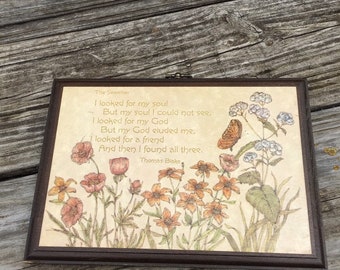 The Searcher
I looked for my soul
But my soul I could not see;
I looked for my God
But my God eluded me;
I looked for a friend
And then I found all three.
Thomas Blake